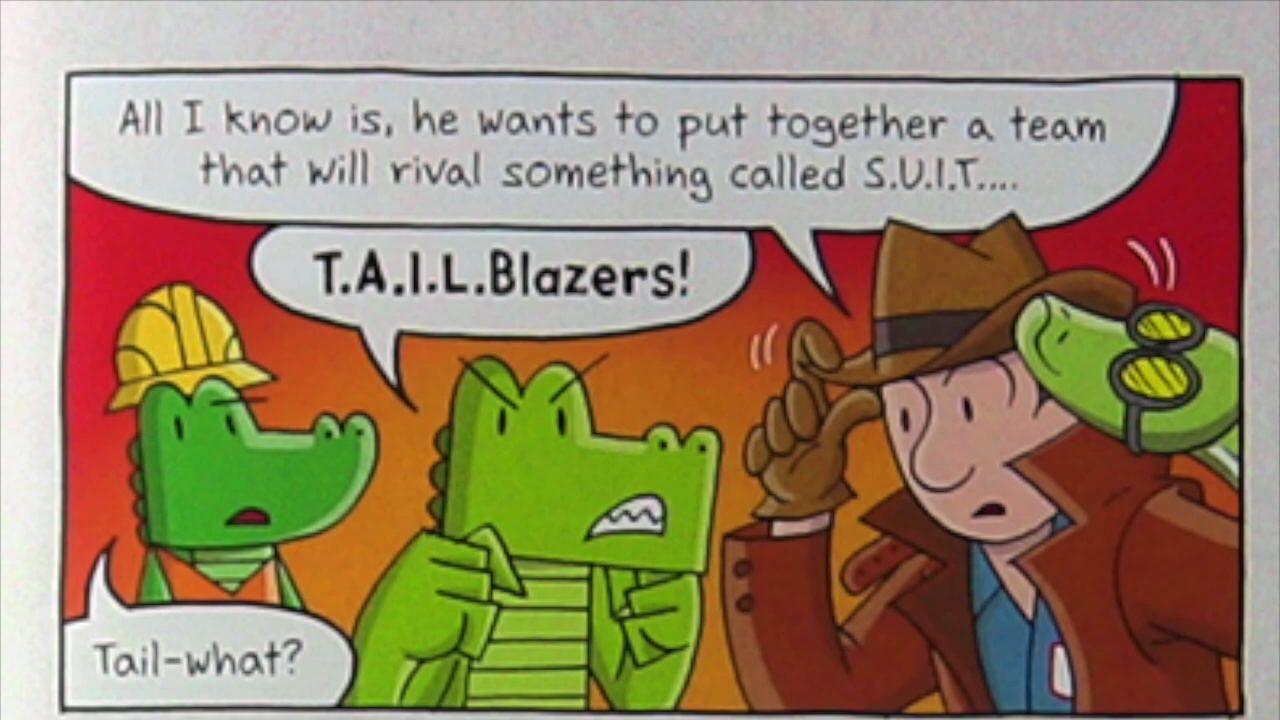 All I know is, he wants to put together a team
that will rival something called S.U.I.T....
T.A.I.L.Blazers!
Tail-what?